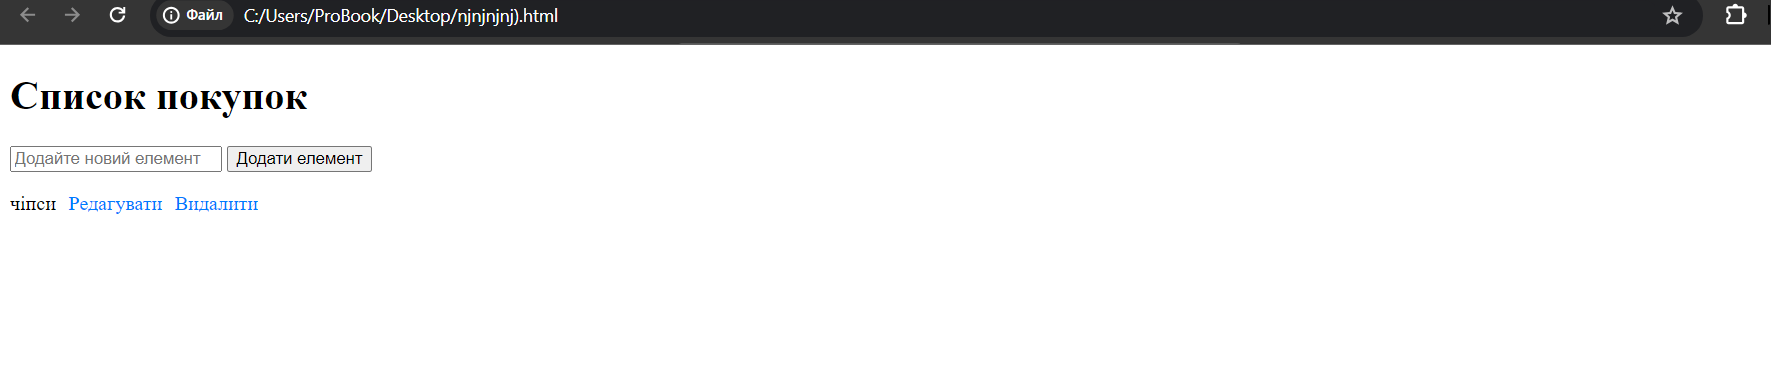 Файл C:/Users/ProBook/Desktop/njnjnjnj).html
Список покупок
Додайте новий елемент Додати елемент
чіпси Редагувати Видалити